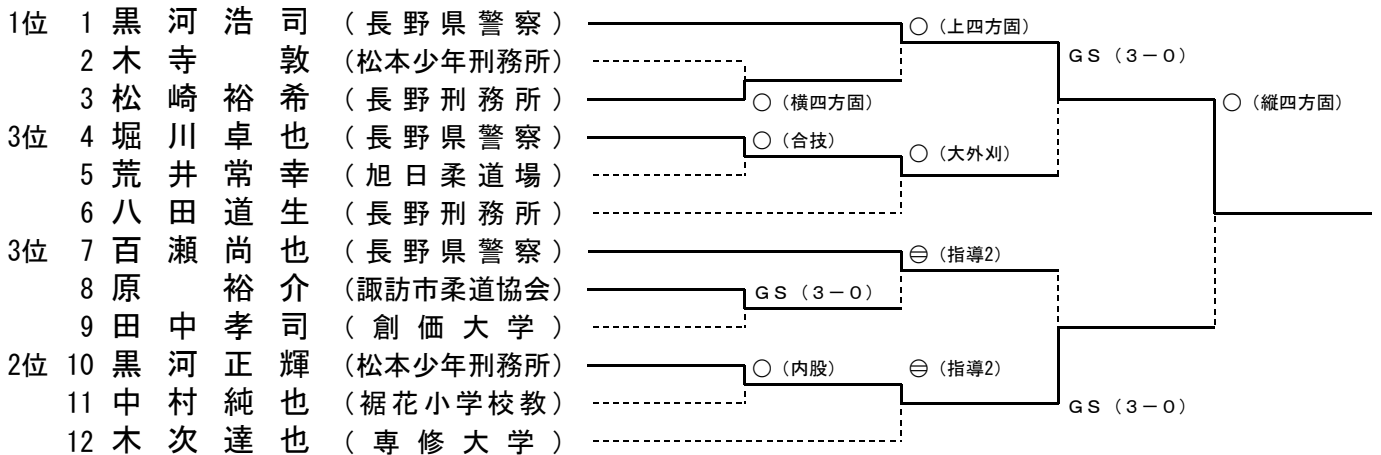 1位 1 黒河浩司 (長野県警察) ○(上四方固)
2 木寺敦 (松本少年刑務所) GS(3-0)
3 松崎裕希 (長野刑務所) ○(横四方固) ○(縦四方固)
3位 4 堀川卓也 (長野県警察) ○(合技) ○(大外刈)
5 荒井常幸 (旭日柔道場)
6 八田道生 (長野刑務所)
3位 7 百瀬尚也 (長野県警察) ⊖(指導2)
8 原裕介 (諏訪市柔道協会) GS(3-0)
9 田中孝司 (創価大学)
2位 10 黒河正輝 (松本少年刑務所) ○(内股) ⊖(指導2)
11 中村純也 (裾花小学校教) GS(3-0)
12 木次達也 (専修大学)